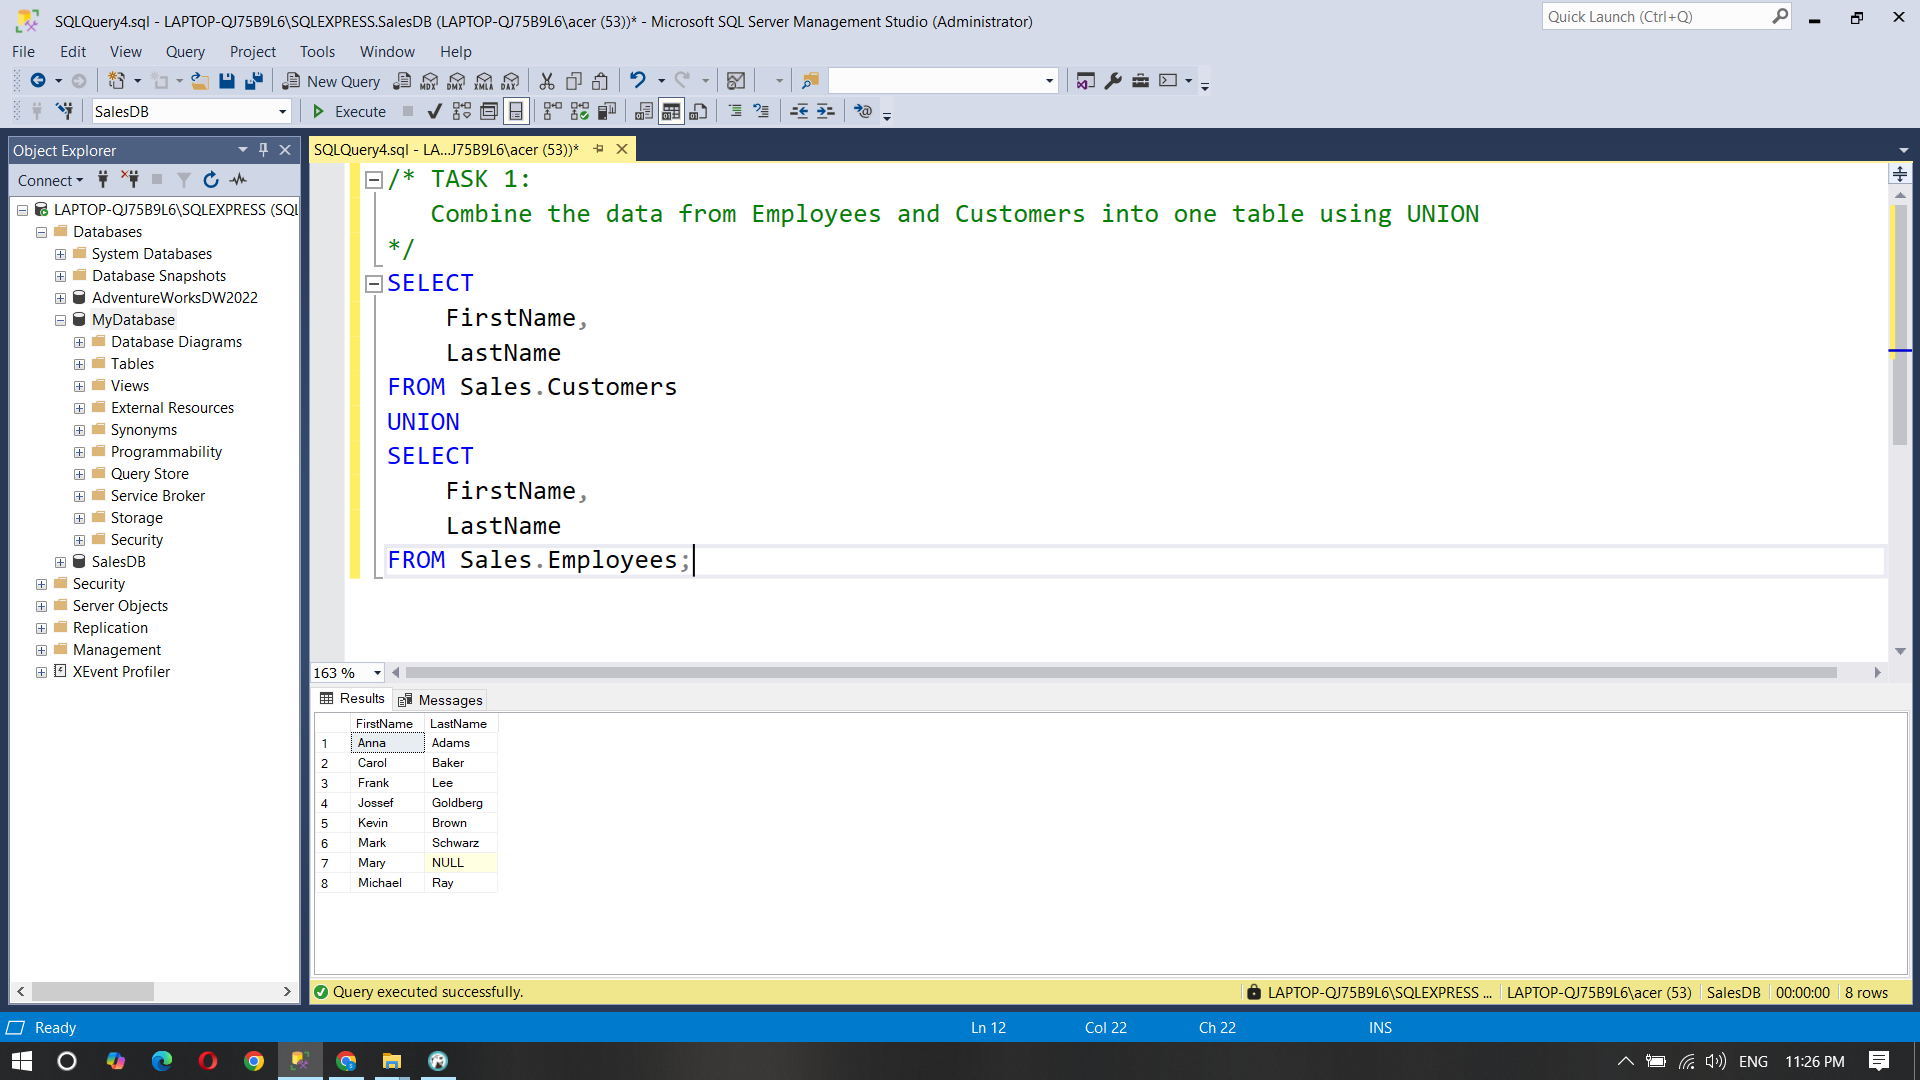 SQLQuery4.sql - LAPTOP-QJ75B9L6\SQLEXPRESS.SalesDB (LAPTOP-QJ75B9L6\acer (53))* - Microsoft SQL Server Management Studio (Administrator)
Quick Launch (Ctrl+Q)
File Edit View Query Project Tools Window Help
New Query MDX DMX XMLA DAX
SalesDB Execute
Object Explorer
SQLQuery4.sql - LA...J75B9L6\acer (53))*
Connect
LAPTOP-QJ75B9L6\SQLEXPRESS (SQL
Databases
System Databases
Database Snapshots
AdventureWorksDW2022
MyDatabase
Database Diagrams
Tables
Views
External Resources
Synonyms
Programmability
Query Store
Service Broker
Storage
Security
SalesDB
Security
Server Objects
Replication
Management
XEvent Profiler
/* TASK 1:
Combine the data from Employees and Customers into one table using UNION
*/
SELECT
FirstName,
LastName
FROM Sales.Customers
UNION
SELECT
FirstName,
LastName
FROM Sales.Employees;
163 %
Results Messages
FirstName LastName
1 Anna Adams
2 Carol Baker
3 Frank Lee
4 Jossef Goldberg
5 Kevin Brown
6 Mark Schwarz
7 Mary NULL
8 Michael Ray
Query executed successfully.
LAPTOP-QJ75B9L6\SQLEXPRESS ... LAPTOP-QJ75B9L6\acer (53) SalesDB 00:00:00 8 rows
Ready Ln 12 Col 22 Ch 22 INS
ENG 11:26 PM